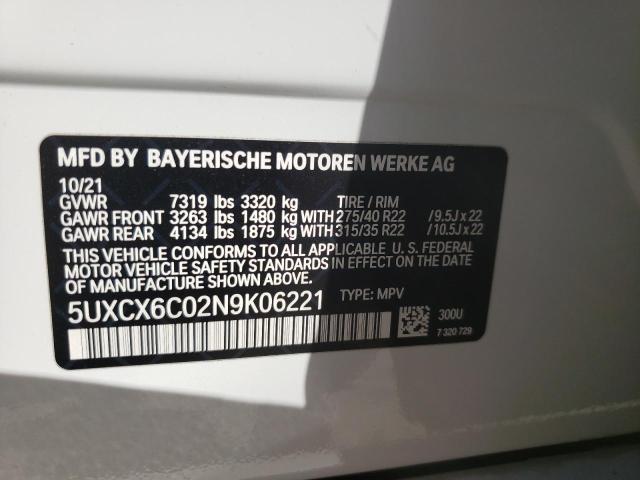 MFD BY BAYERISCHE MOTOREN WERKE AG
10/21
GVWR 7319 lbs 3320 kg TIRE / RIM
GAWR FRONT 3263 lbs 1480 kg WITH 275/40 R22 / 9.5J x 22
GAWR REAR 4134 lbs 1875 kg WITH 315/35 R22 / 10.5J x 22
THIS VEHICLE CONFORMS TO ALL APPLICABLE U.S. FEDERAL
MOTOR VEHICLE SAFETY STANDARDS IN EFFECT ON THE DATE
OF MANUFACTURE SHOWN ABOVE.
5UXCX6C02N9K06221 TYPE: MPV
300U
7 320 729